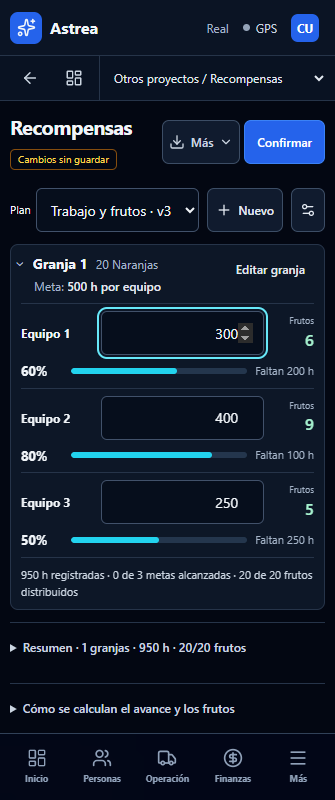 Astrea
Real
GPS
CU
Otros proyectos / Recompensas
Recompensas
Cambios sin guardar
Más
Confirmar
Plan
Trabajo y frutos · v3
Nuevo
Granja 1 20 Naranjas
Editar granja
Meta: 500 h por equipo
Equipo 1
300
Frutos
6
60%
Faltan 200 h
Equipo 2
400
Frutos
9
80%
Faltan 100 h
Equipo 3
250
Frutos
5
50%
Faltan 250 h
950 h registradas · 0 de 3 metas alcanzadas · 20 de 20 frutos
distribuidos
Resumen · 1 granjas · 950 h · 20/20 frutos
Cómo se calculan el avance y los frutos
Inicio
Personas
Operación
Finanzas
Más